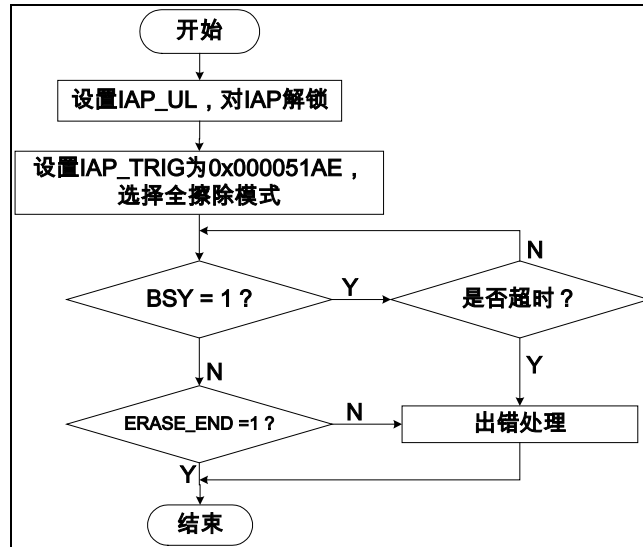 开始
设置IAP_UL，对IAP解锁
设置IAP_TRIG为0x000051AE，
选择全擦除模式
N
BSY = 1？
Y
是否超时？
N
Y
ERASE_END =1？
N
出错处理
Y
结束